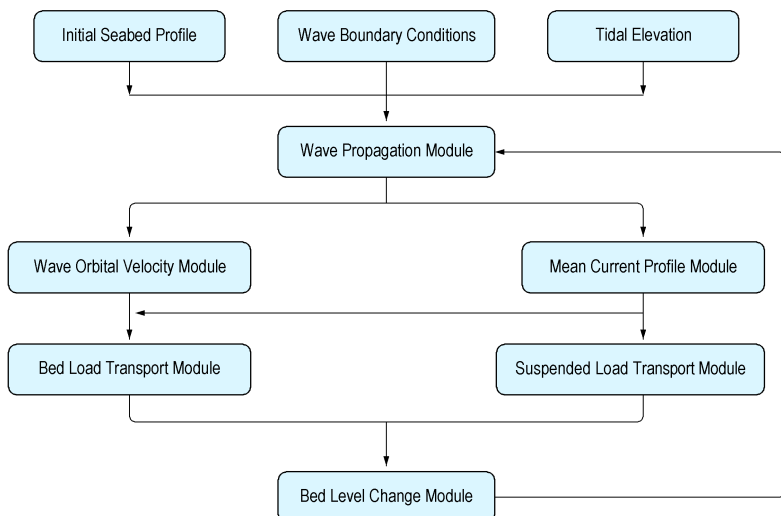 Initial Seabed Profile
Wave Boundary Conditions
Tidal Elevation
Wave Propagation Module
Wave Orbital Velocity Module
Mean Current Profile Module
Bed Load Transport Module
Suspended Load Transport Module
Bed Level Change Module